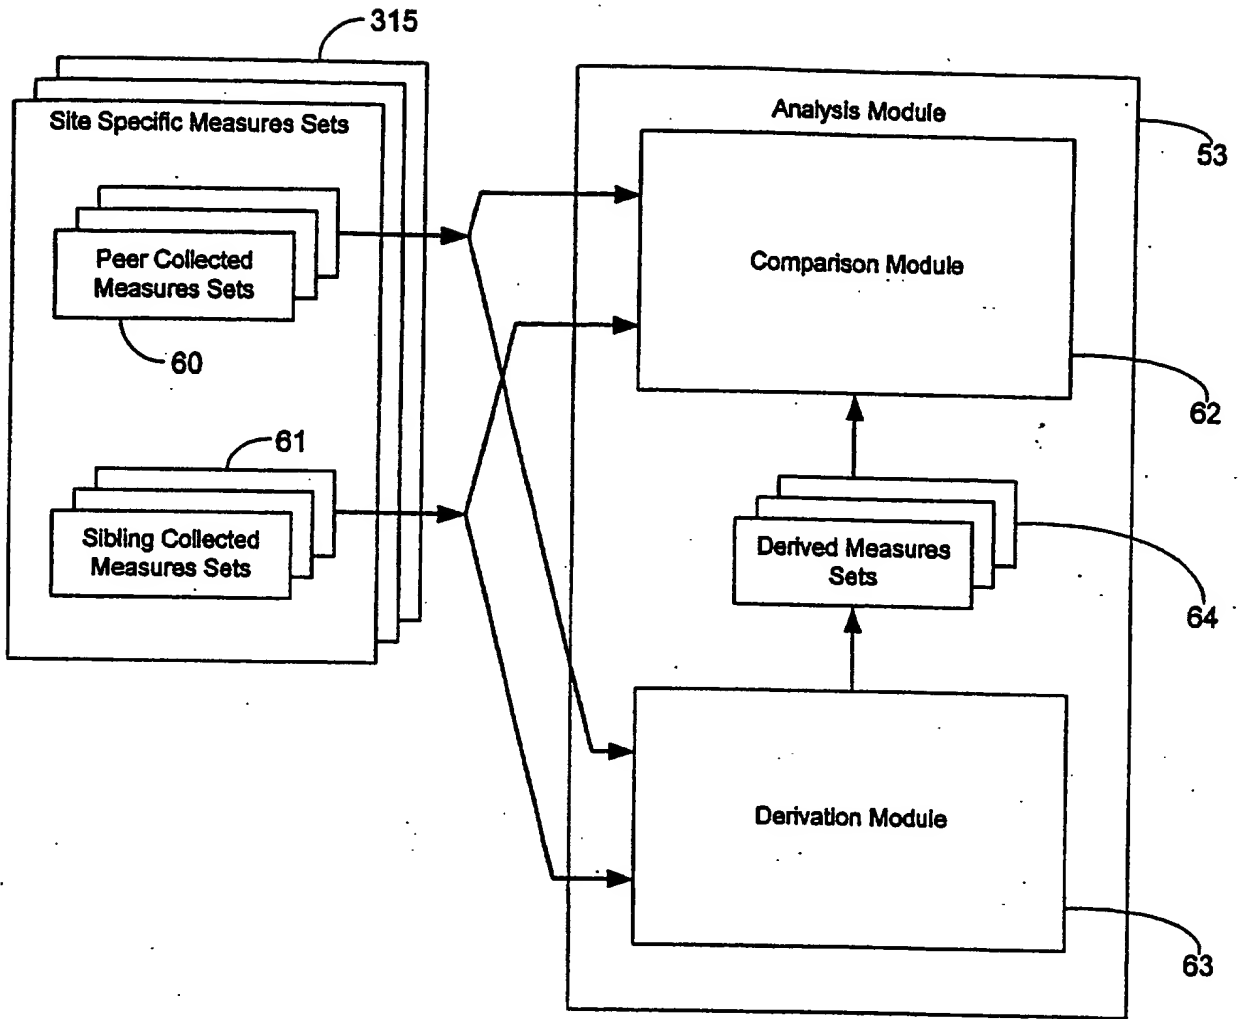 315
Site Specific Measures Sets
Peer Collected
Measures Sets
60
61
Sibling Collected
Measures Sets
Analysis Module
53
Comparison Module
62
Derived Measures
Sets
64
Derivation Module
63